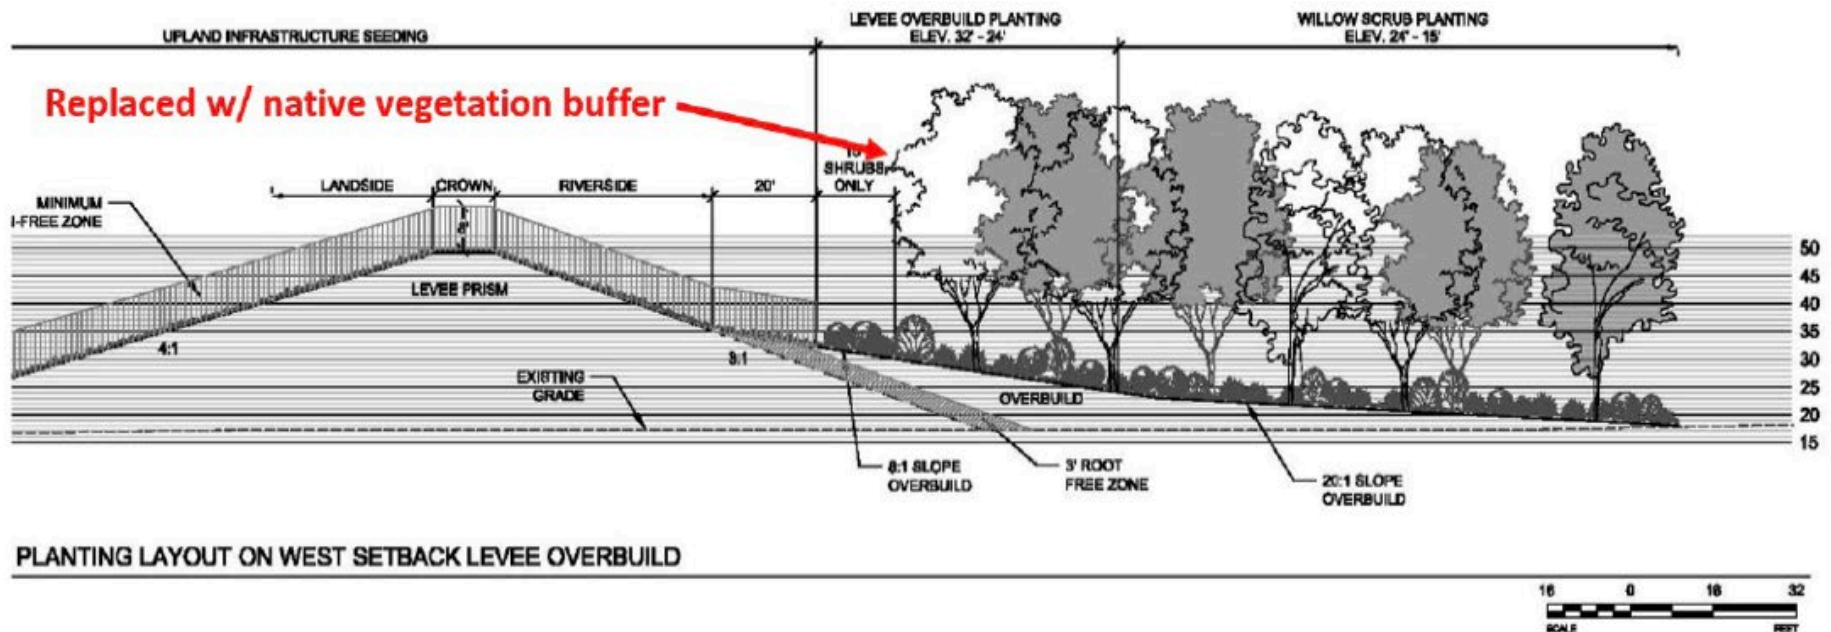 UPLAND INFRASTRUCTURE SEEDING
LEVEE OVERBUILD PLANTING
ELEV. 32' - 24'
WILLOW SCRUB PLANTING
ELEV. 24' - 15'
Replaced w/ native vegetation buffer
SHRUBS
ONLY
LANDSIDE
CROWN
RIVERSIDE
20'
MINIMUM
FREE ZONE
LEVEE PRISM
4:1
EXISTING
GRADE
OVERBUILD
50
45
40
35
30
25
20
15
8:1 SLOPE
OVERBUILD
3' ROOT
FREE ZONE
20:1 SLOPE
OVERBUILD
PLANTING LAYOUT ON WEST SETBACK LEVEE OVERBUILD
16 0 16 32
SCALE FEET